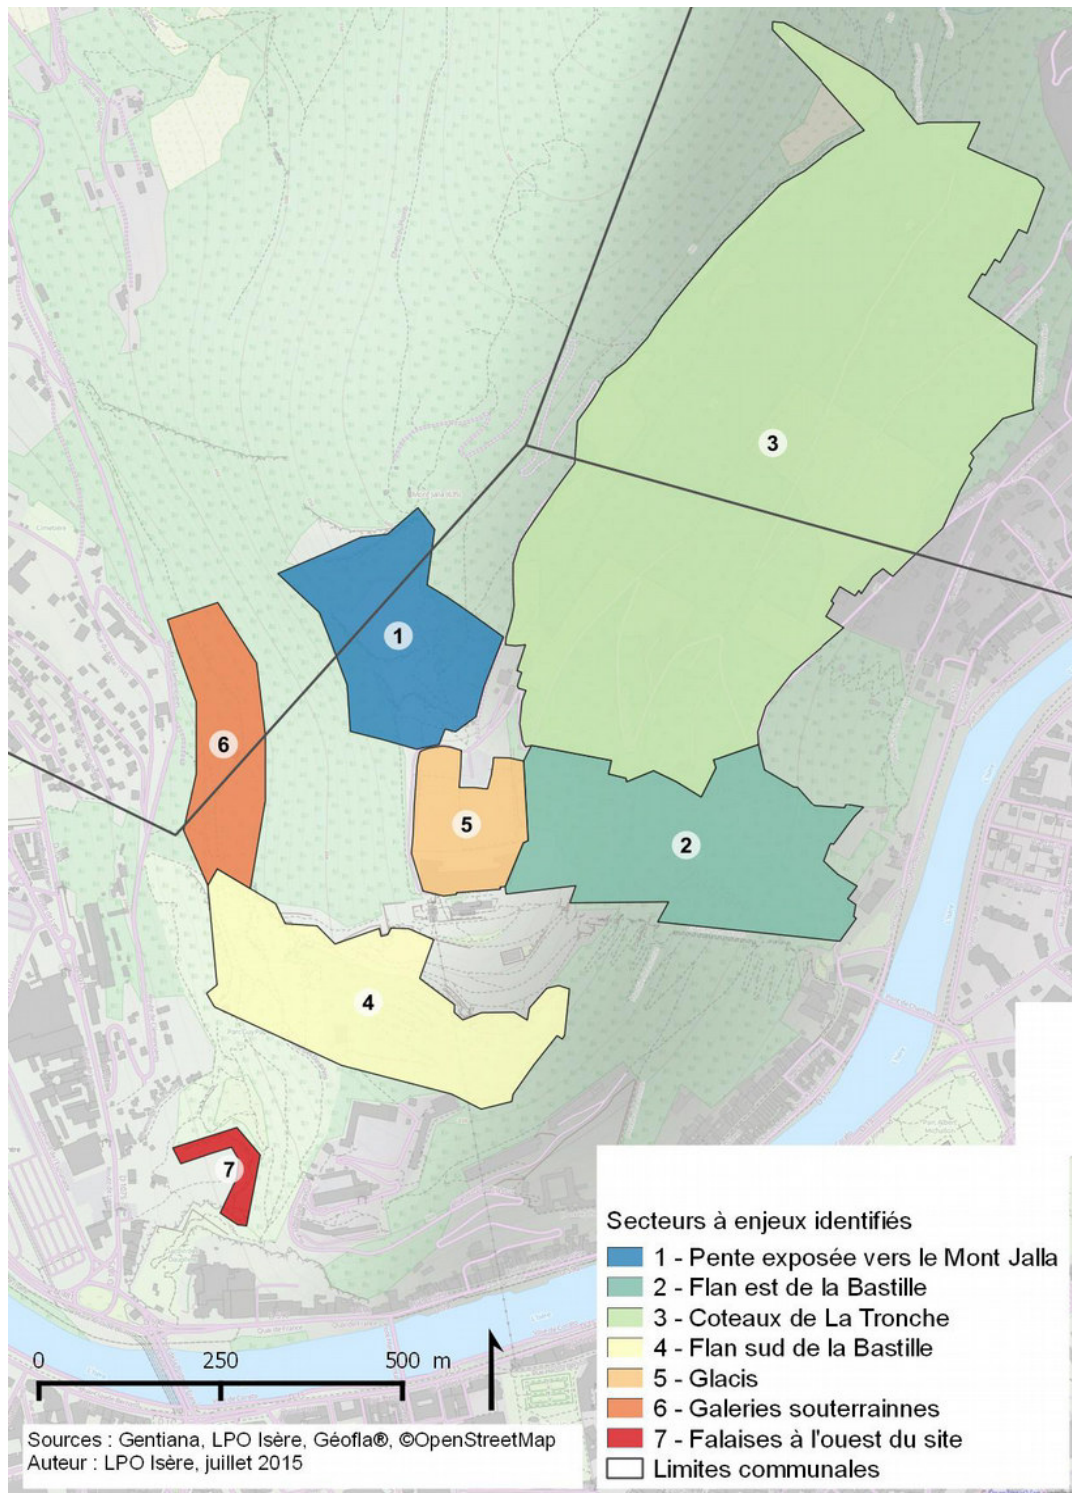 3
1
6
5
2
4
7
Secteurs à enjeux identifiés
1 - Pente exposée vers le Mont Jalla
2 - Flan est de la Bastille
3 - Coteaux de La Tronche
4 - Flan sud de la Bastille
5 - Glacis
6 - Galeries souterrainnes
7 - Falaises à l'ouest du site
Limites communales
0 250 500 m
Sources : Gentiana, LPO Isère, Géofla®, ©OpenStreetMap
Auteur : LPO Isère, juillet 2015